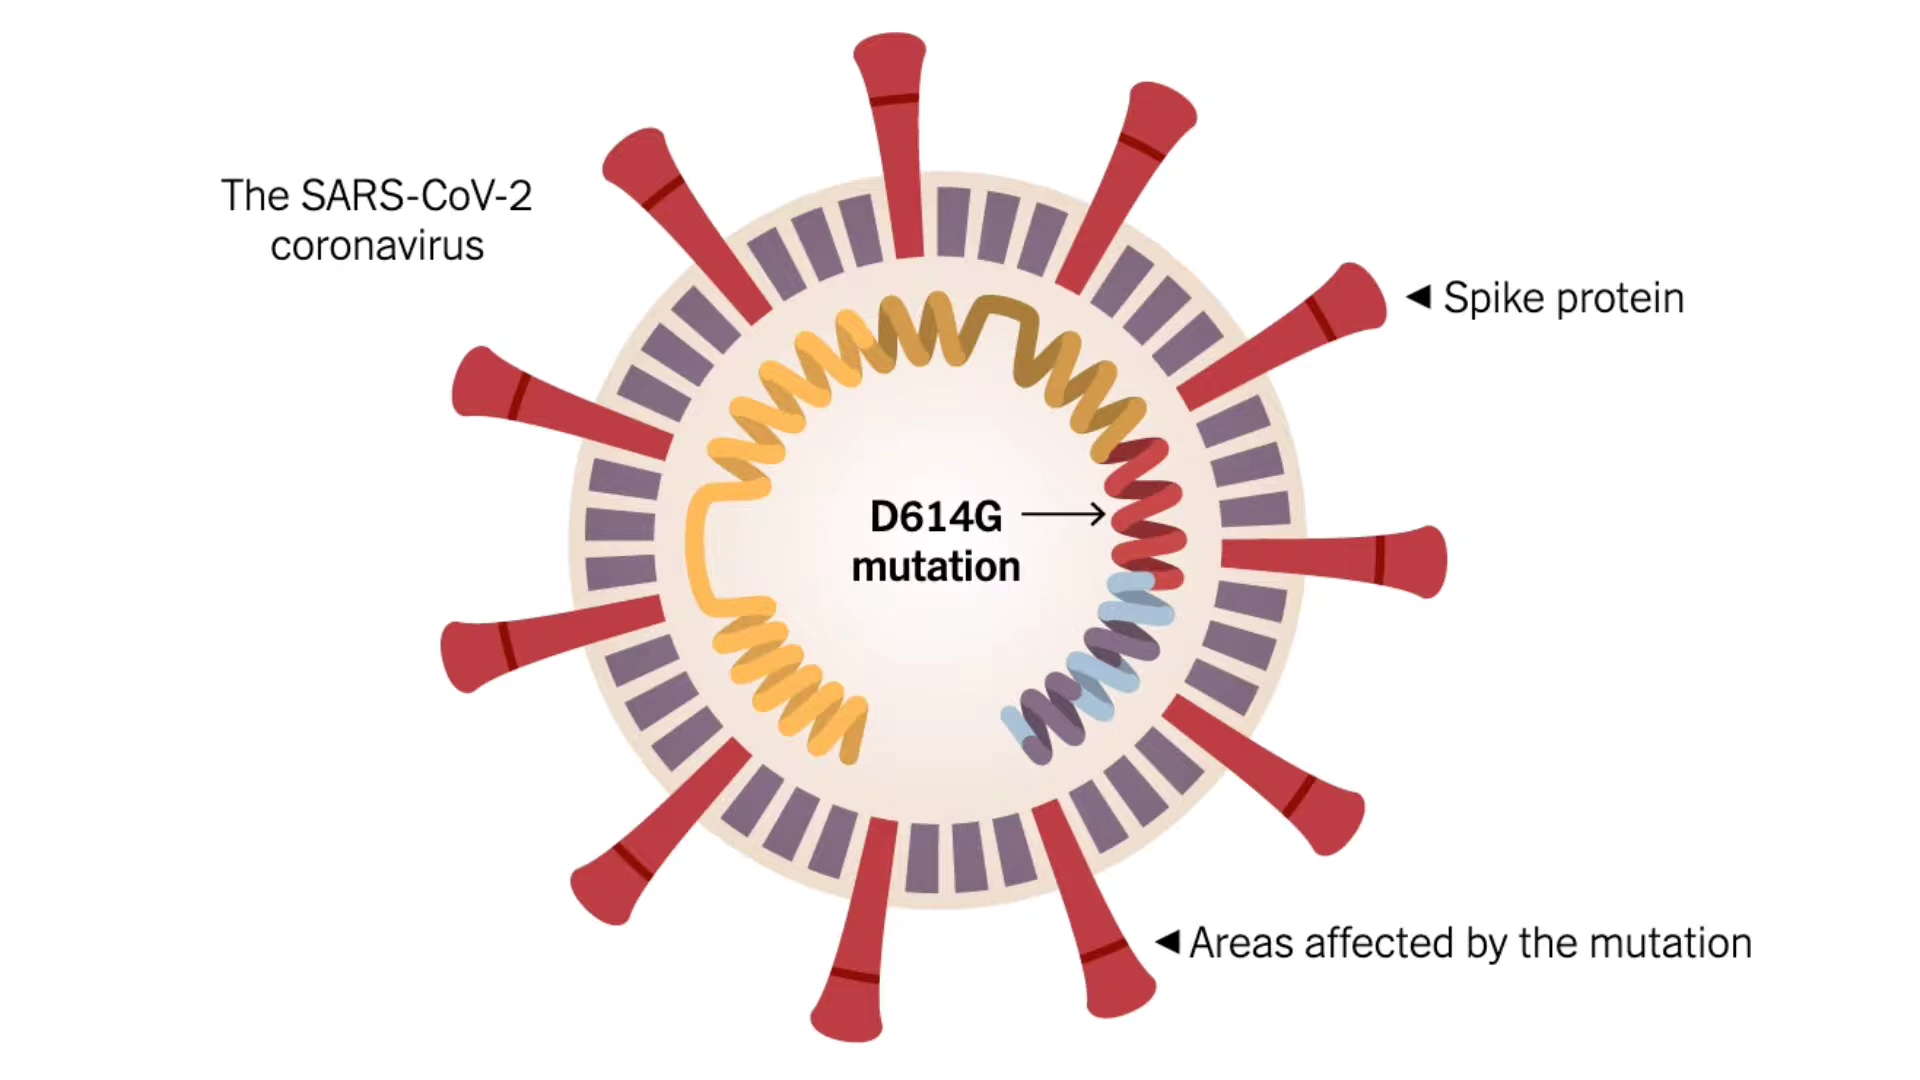 The SARS-CoV-2
coronavirus
◄ Spike protein
D614G
mutation
◄ Areas affected by the mutation